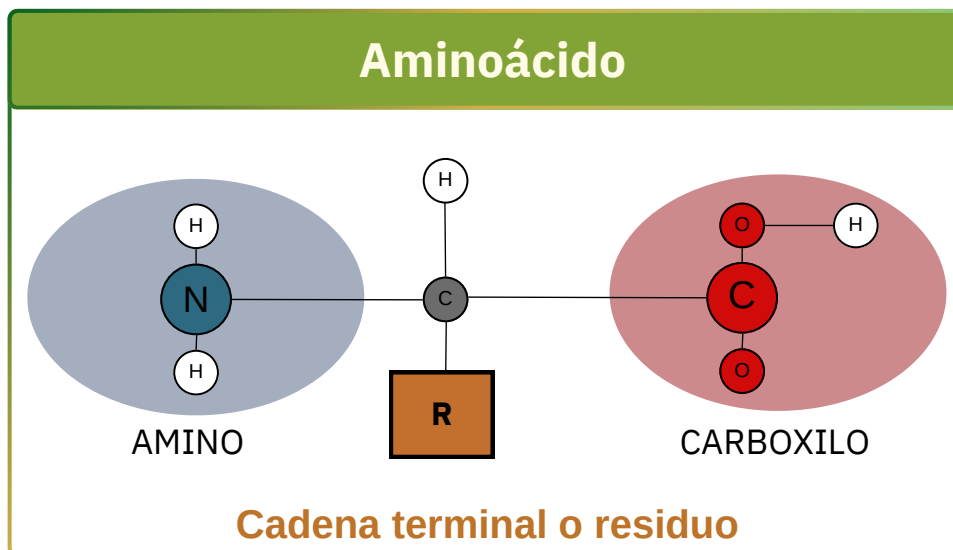 Aminoácido
H
H
O
H
N
C
C
H
O
R
AMINO
CARBOXILO
Cadena terminal o residuo